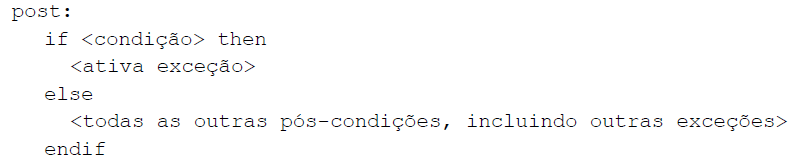 post:
if <condição> then
<ativa exceção>
else
<todas as outras pós-condições, incluindo outras exceções>
endif